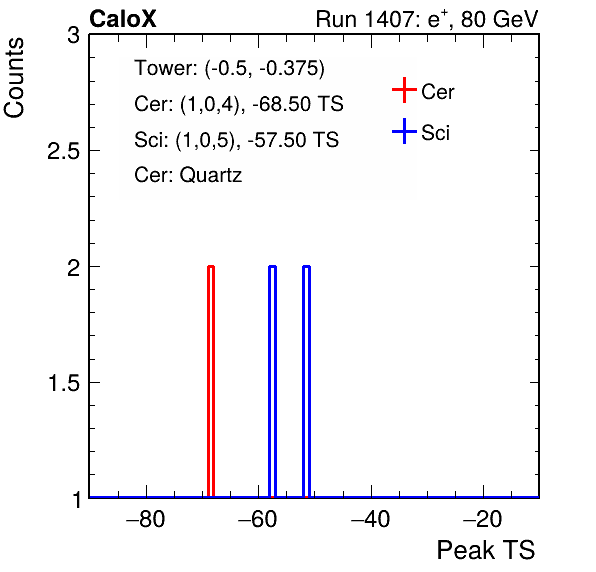 CaloX Run 1407: e⁺, 80 GeV
Counts
3
2.5
2
1.5
1
Tower: (-0.5, -0.375)
Cer: (1,0,4), -68.50 TS
Sci: (1,0,5), -57.50 TS
Cer: Quartz
Cer
Sci
−80 −60 −40 −20
Peak TS